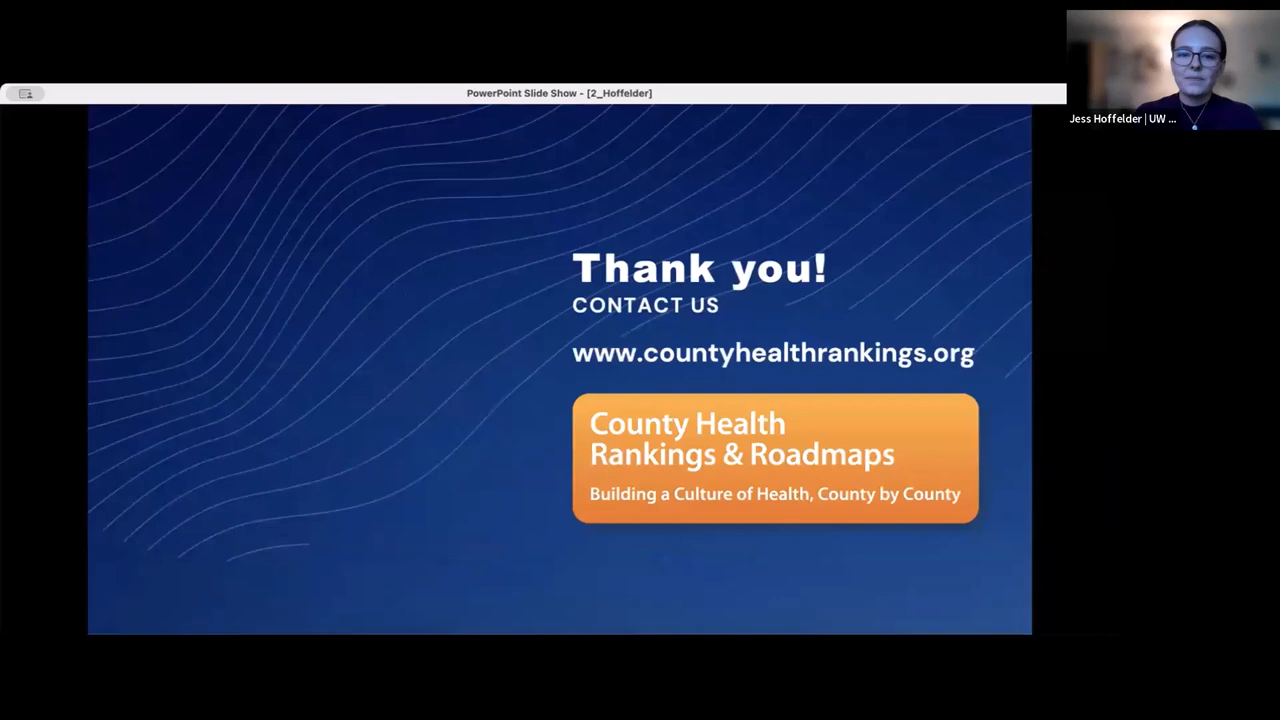 PowerPoint Slide Show - [2_Hoffelder]
Jess Hoffelder | UW ...
Thank you!
CONTACT US
www.countyhealthrankings.org
County Health
Rankings & Roadmaps
Building a Culture of Health, County by County